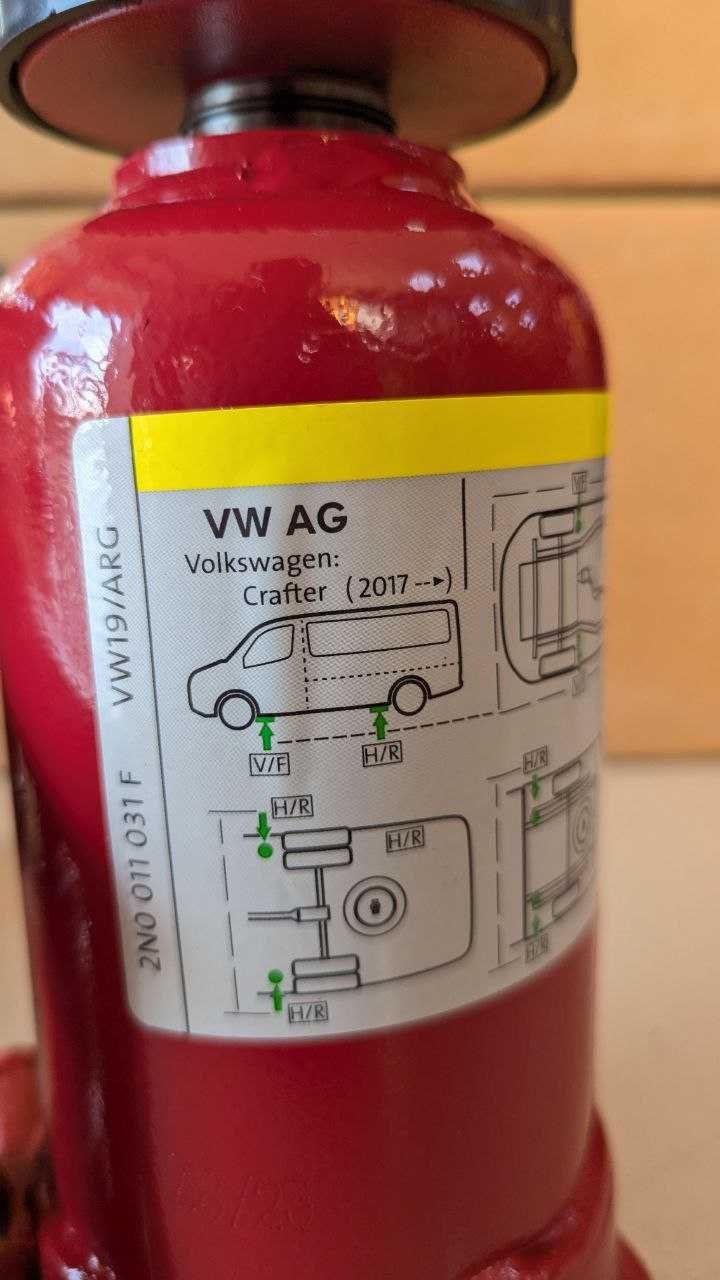 VW AG
Volkswagen:
Crafter (2017 -->)
V/F
V/F
H/R
H/R
H/R
H/R
H/R
H/R
VW19/ARG
2N0 011 031 F